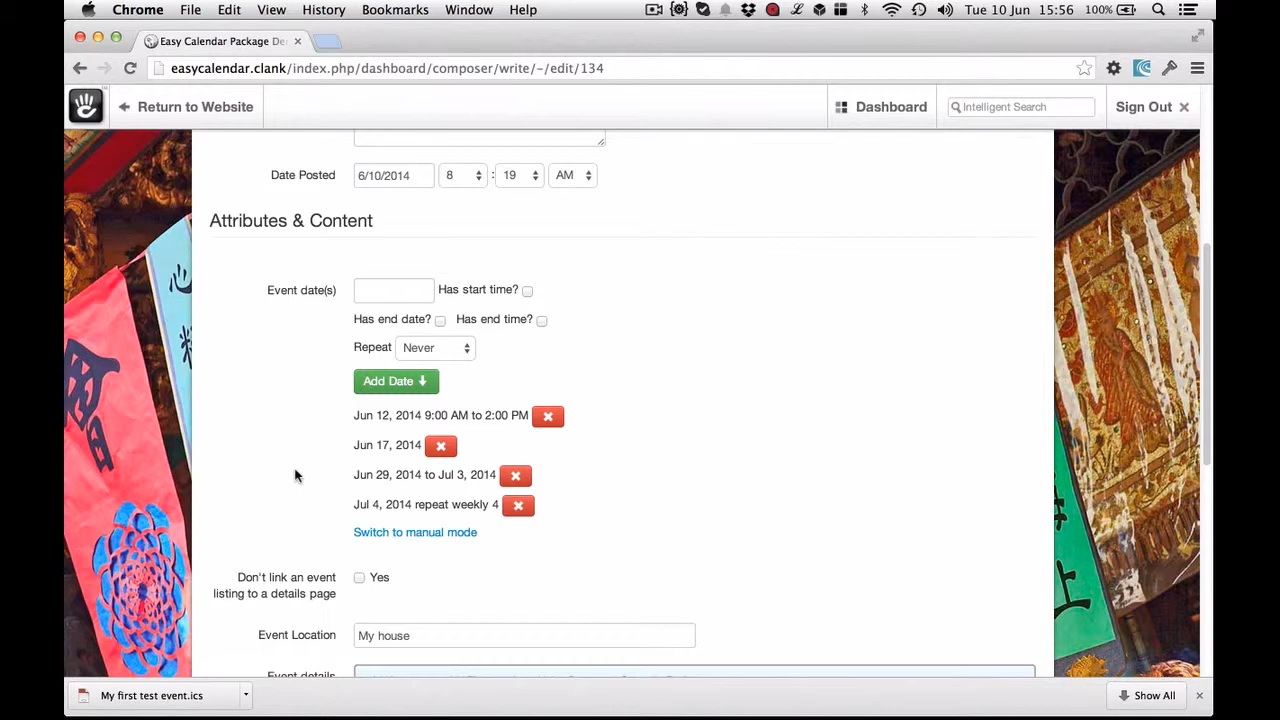 Chrome File Edit View History Bookmarks Window Help Tue 10 Jun 15:56 100%
Easy Calendar Package De
easycalendar.clank/index.php/dashboard/composer/write/-/edit/134
Return to Website Dashboard Intelligent Search Sign Out
Date Posted 6/10/2014 8 : 19 AM
Attributes & Content
Event date(s) Has start time?
Has end date? Has end time?
Repeat Never
Add Date
Jun 12, 2014 9:00 AM to 2:00 PM
Jun 17, 2014
Jun 29, 2014 to Jul 3, 2014
Jul 4, 2014 repeat weekly 4
Switch to manual mode
Don't link an event
listing to a details page
Yes
Event Location My house
Event details
My first test event.ics Show All